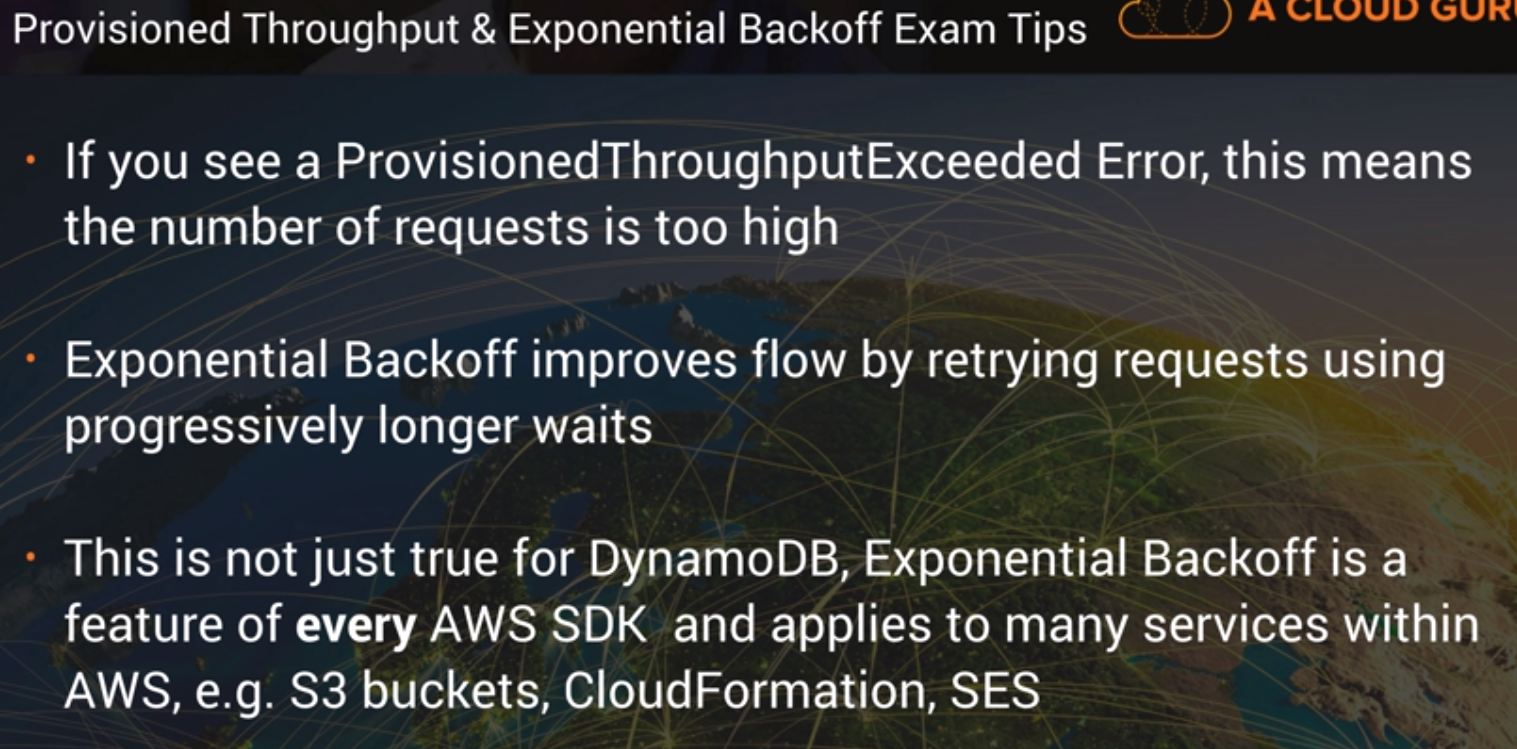 Provisioned Throughput & Exponential Backoff Exam Tips
A CLOUD GURU
• If you see a ProvisionedThroughputExceeded Error, this means
the number of requests is too high
• Exponential Backoff improves flow by retrying requests using
progressively longer waits
• This is not just true for DynamoDB, Exponential Backoff is a
feature of every AWS SDK and applies to many services within
AWS, e.g. S3 buckets, CloudFormation, SES